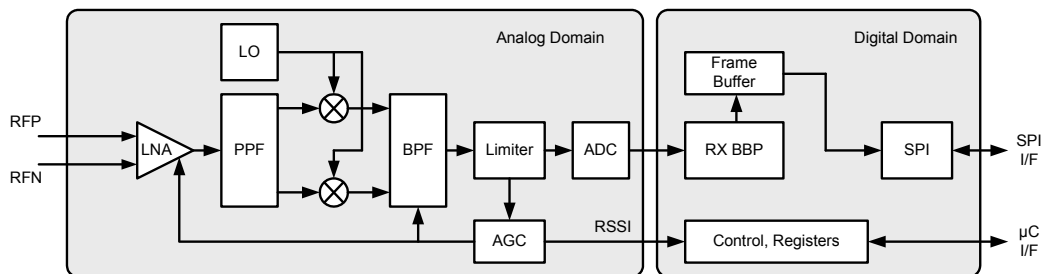 Analog Domain
Digital Domain
LO
Frame
Buffer
RFP
RFN
LNA
PPF
BPF
Limiter
ADC
RX BBP
SPI
SPI
I/F
AGC
RSSI
Control, Registers
µC
I/F